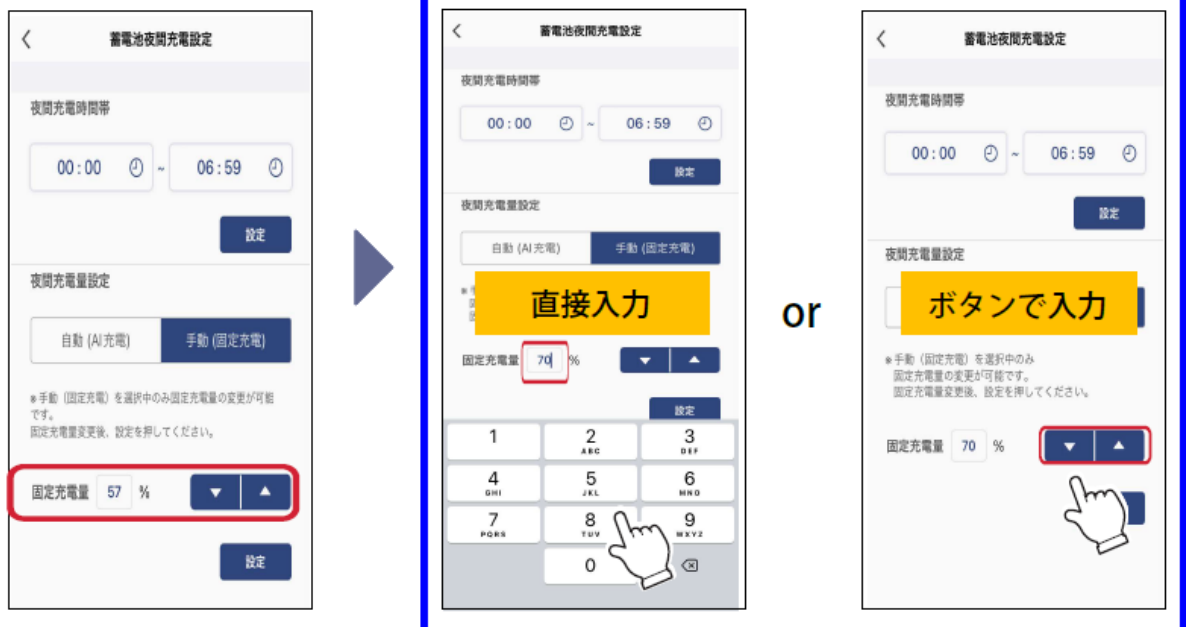 蓄電池夜間充電設定
夜間充電時間帯
00 : 00 ~ 06 : 59
設定
夜間充電量設定
自動 (AI充電) 手動 (固定充電)
※手動（固定充電）を選択中のみ固定充電量の変更が可能
です。
固定充電量変更後、設定を押してください。
固定充電量 57 %
設定
蓄電池夜間充電設定
夜間充電時間帯
00 : 00 ~ 06 : 59
設定
夜間充電量設定
自動 (AI充電) 手動 (固定充電)
直接入力
固定充電量 70 %
設定
1 2 3
ABC DEF
4 5 6
GHI JKL MNO
7 8 9
PQRS TUV WXYZ
0
or
蓄電池夜間充電設定
夜間充電時間帯
00 : 00 ~ 06 : 59
設定
夜間充電量設定
ボタンで入力
※手動（固定充電）を選択中のみ
固定充電量の変更が可能です。
固定充電量変更後、設定を押してください。
固定充電量 70 %